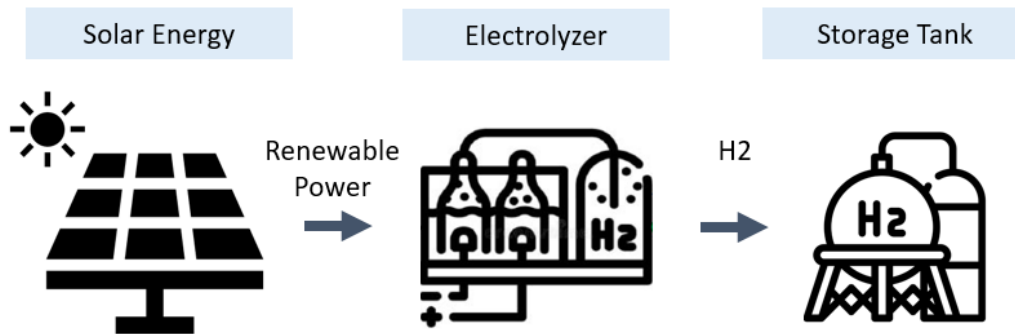 Solar Energy
Electrolyzer
Storage Tank
Renewable
Power
H2
H2
H2